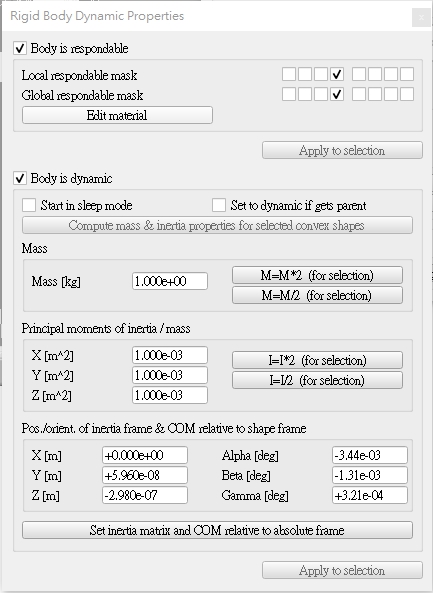 Rigid Body Dynamic Properties
x
Body is respondable
Local respondable mask
Global respondable mask
Edit material
Apply to selection
Body is dynamic
Start in sleep mode Set to dynamic if gets parent
Compute mass & inertia properties for selected convex shapes
Mass
Mass [kg] 1.000e+00 M=M*2 (for selection)
M=M/2 (for selection)
Principal moments of inertia / mass
X [m^2] 1.000e-03 I=I*2 (for selection)
Y [m^2] 1.000e-03 I=I/2 (for selection)
Z [m^2] 1.000e-03
Pos./orient. of inertia frame & COM relative to shape frame
X [m] +0.000e+00 Alpha [deg] -3.44e-03
Y [m] +5.960e-08 Beta [deg] -1.31e-03
Z [m] -2.980e-07 Gamma [deg] +3.21e-04
Set inertia matrix and COM relative to absolute frame
Apply to selection